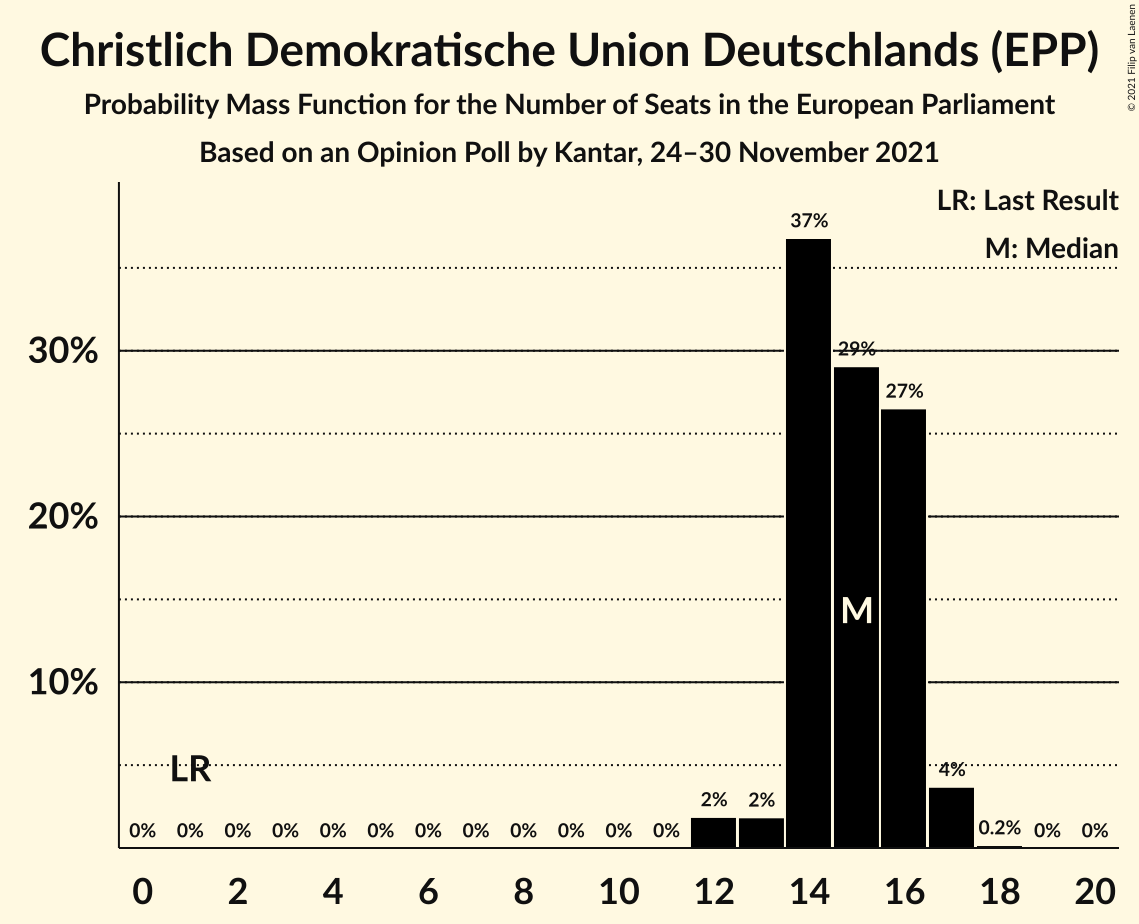 Christlich Demokratische Union Deutschlands (EPP)
Probability Mass Function for the Number of Seats in the European Parliament
Based on an Opinion Poll by Kantar, 24–30 November 2021
© 2021 Filip van Laenen
LR: Last Result
M: Median
37%
30%
29%
27%
20%
M
10%
LR
4%
2% 2%
0% 0% 0% 0% 0% 0% 0% 0% 0% 0% 0% 0% 0.2% 0% 0%
0 2 4 6 8 10 12 14 16 18 20